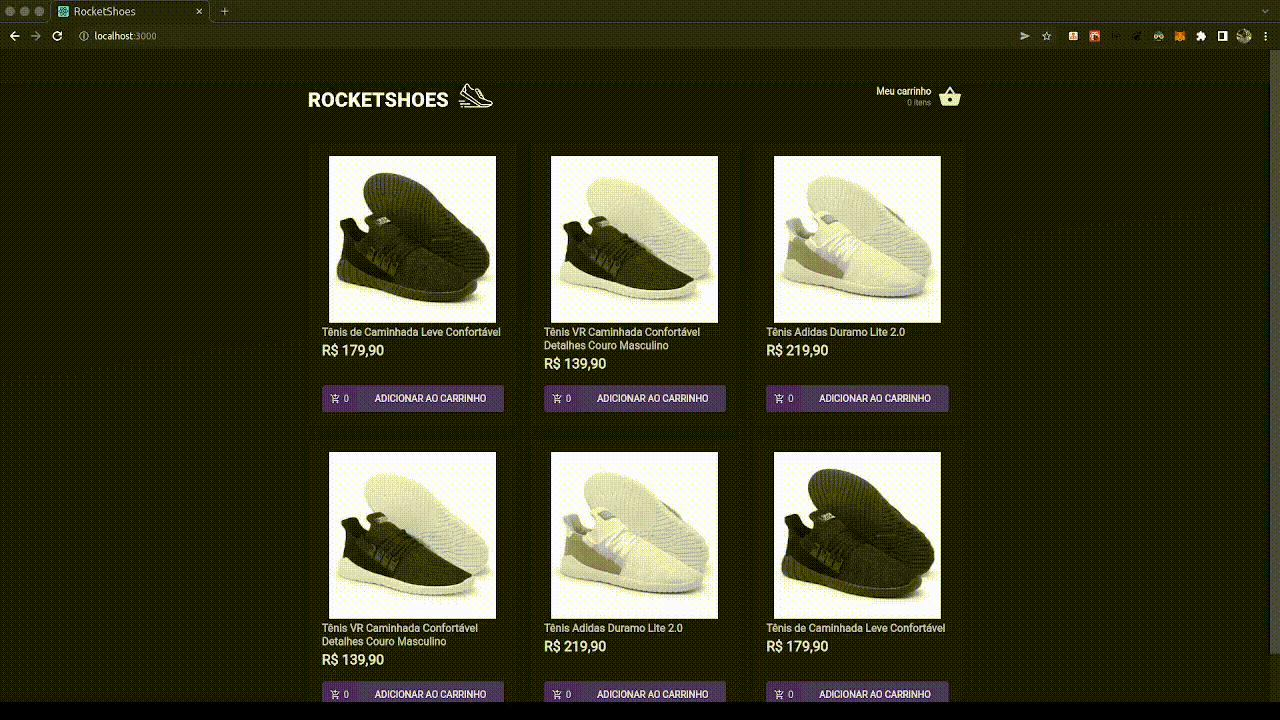 RocketShoes
localhost:3000
ROCKETSHOES
Meu carrinho
0 itens
Tênis de Caminhada Leve Confortável
R$ 179,90
0 ADICIONAR AO CARRINHO
Tênis VR Caminhada Confortável
Detalhes Couro Masculino
R$ 139,90
0 ADICIONAR AO CARRINHO
Tênis Adidas Duramo Lite 2.0
R$ 219,90
0 ADICIONAR AO CARRINHO
Tênis VR Caminhada Confortável
Detalhes Couro Masculino
R$ 139,90
0 ADICIONAR AO CARRINHO
Tênis Adidas Duramo Lite 2.0
R$ 219,90
0 ADICIONAR AO CARRINHO
Tênis de Caminhada Leve Confortável
R$ 179,90
0 ADICIONAR AO CARRINHO